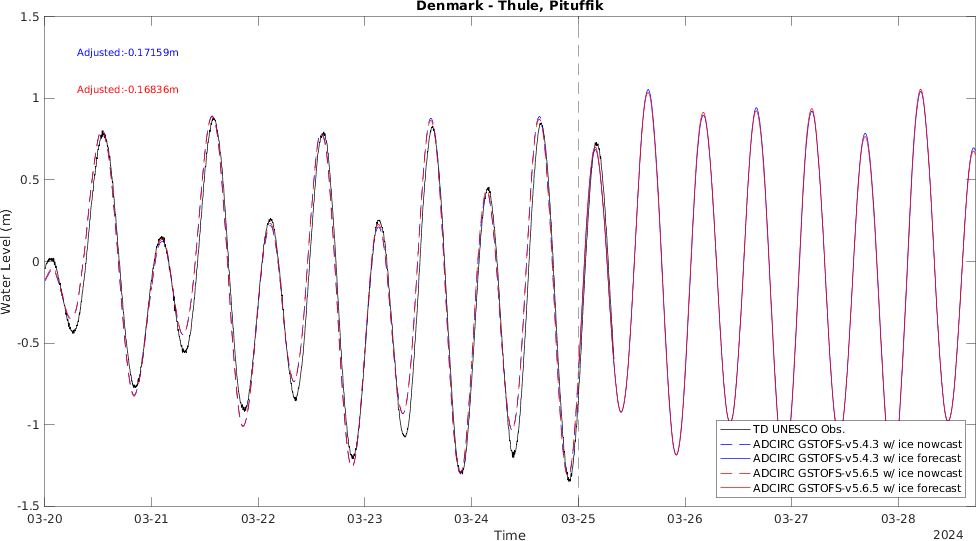 Denmark - Thule, Pituffik
Adjusted:-0.17159m
Adjusted:-0.16836m
Water Level (m)
1.5
1
0.5
0
-0.5
-1
-1.5
TD UNESCO Obs.
ADCIRC GSTOFS-v5.4.3 w/ ice nowcast
ADCIRC GSTOFS-v5.4.3 w/ ice forecast
ADCIRC GSTOFS-v5.6.5 w/ ice nowcast
ADCIRC GSTOFS-v5.6.5 w/ ice forecast
03-20 03-21 03-22 03-23 03-24 03-25 03-26 03-27 03-28
Time
2024